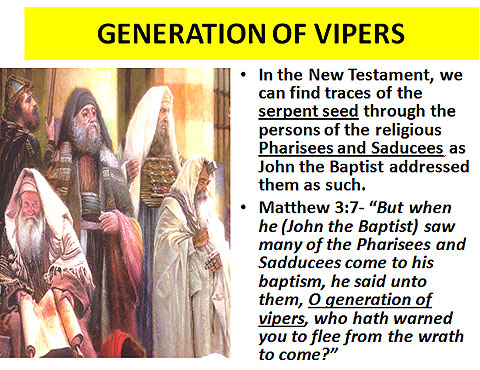 GENERATION OF VIPERS
• In the New Testament, we
can find traces of the
serpent seed through the
persons of the religious
Pharisees and Saducees as
John the Baptist addressed
them as such.
• Matthew 3:7- “But when
he (John the Baptist) saw
many of the Pharisees and
Sadducees come to his
baptism, he said unto
them, O generation of
vipers, who hath warned
you to flee from the wrath
to come?”